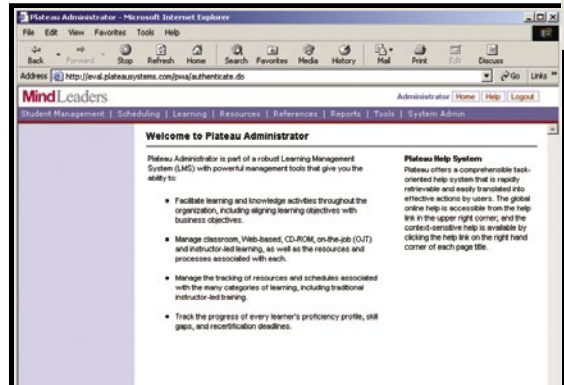 Plateau Administrator - Microsoft Internet Explorer
File Edit View Favorites Tools Help
Back Forward Stop Refresh Home Search Favorites Media History Mail Print Edit Discuss
Address http://eval.plateausystems.com/pwa/authenticate.do Go Links »
MindLeaders Administrator Home Help Logout
Student Management | Scheduling | Learning | Resources | References | Reports | Tools | System Admin
Welcome to Plateau Administrator
Plateau Administrator is part of a robust Learning Management
System (LMS) with powerful management tools that give you the
ability to:
• Facilitate learning and knowledge activities throughout the
organization, including aligning learning objectives with
business objectives.
• Manage classroom, Web-based, CD-ROM, on-the-job (OJT)
and instructor-led learning, as well as the resources and
processes associated with each.
• Manage the tracking of resources and schedules associated
with the many categories of learning, including traditional
instructor-led training.
• Track the progress of every learner's proficiency profile, skill
gaps, and recertification deadlines.
Plateau Help System
Plateau offers a comprehensible task-
oriented help system that is rapidly
retrievable and easily translated into
effective actions by users. The global
online help is accessible from the help
link in the upper right corner; and the
context-sensitive help is available by
clicking the help link on the right hand
corner of each page title.